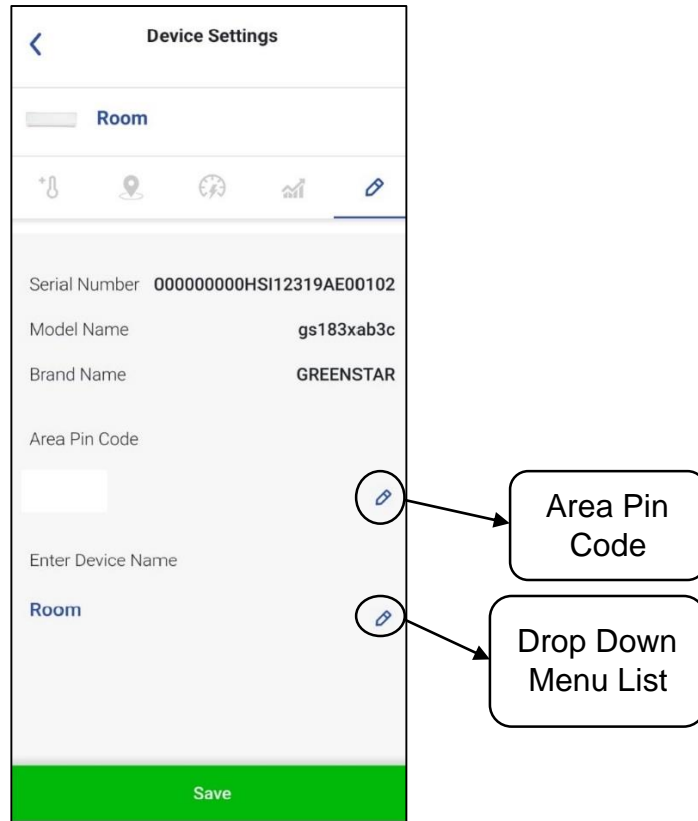 Device Settings
Room
Serial Number 000000000HSI12319AE00102
Model Name gs183xab3c
Brand Name GREENSTAR
Area Pin Code
Area Pin
Code
Enter Device Name
Room
Drop Down
Menu List
Save